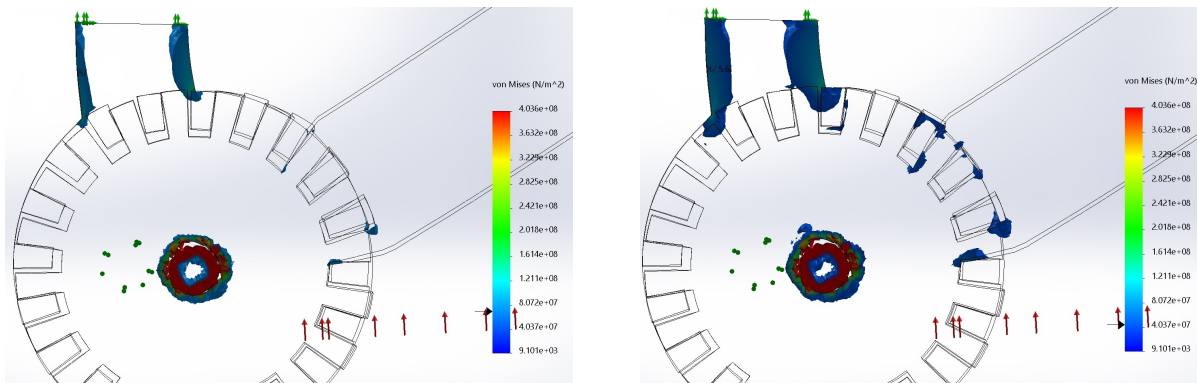 von Mises (N/m^2)
4.036e+08
3.632e+08
3.229e+08
2.825e+08
2.421e+08
2.018e+08
1.614e+08
1.211e+08
8.072e+07
4.037e+07
9.101e+03
von Mises (N/m^2)
4.036e+08
3.632e+08
3.229e+08
2.825e+08
2.421e+08
2.018e+08
1.614e+08
1.211e+08
8.072e+07
4.037e+07
9.101e+03